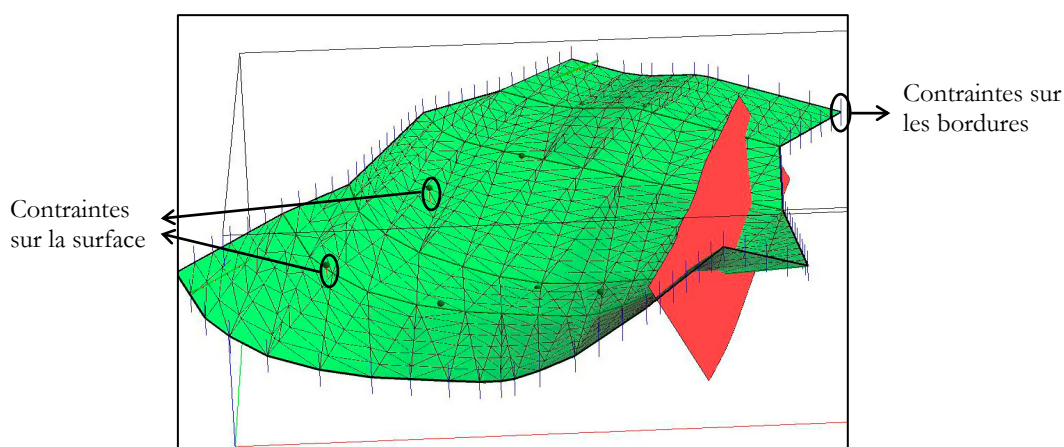 Contraintes sur
les bordures
Contraintes
sur la surface